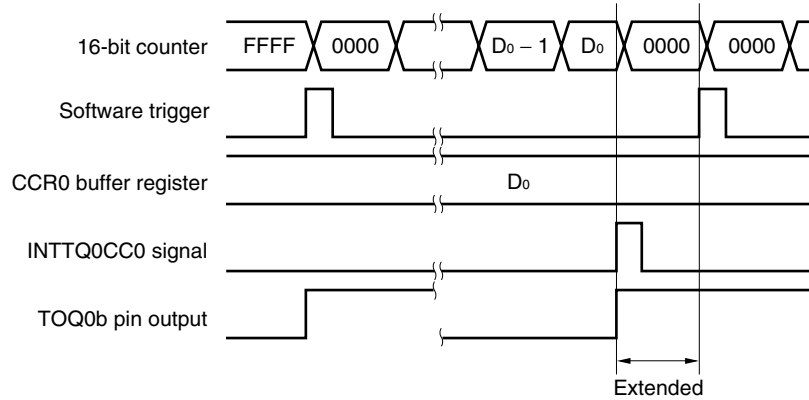 16-bit counter FFFF 0000 D0 − 1 D0 0000 0000
Software trigger
CCR0 buffer register D0
INTTQ0CC0 signal
TOQ0b pin output
Extended